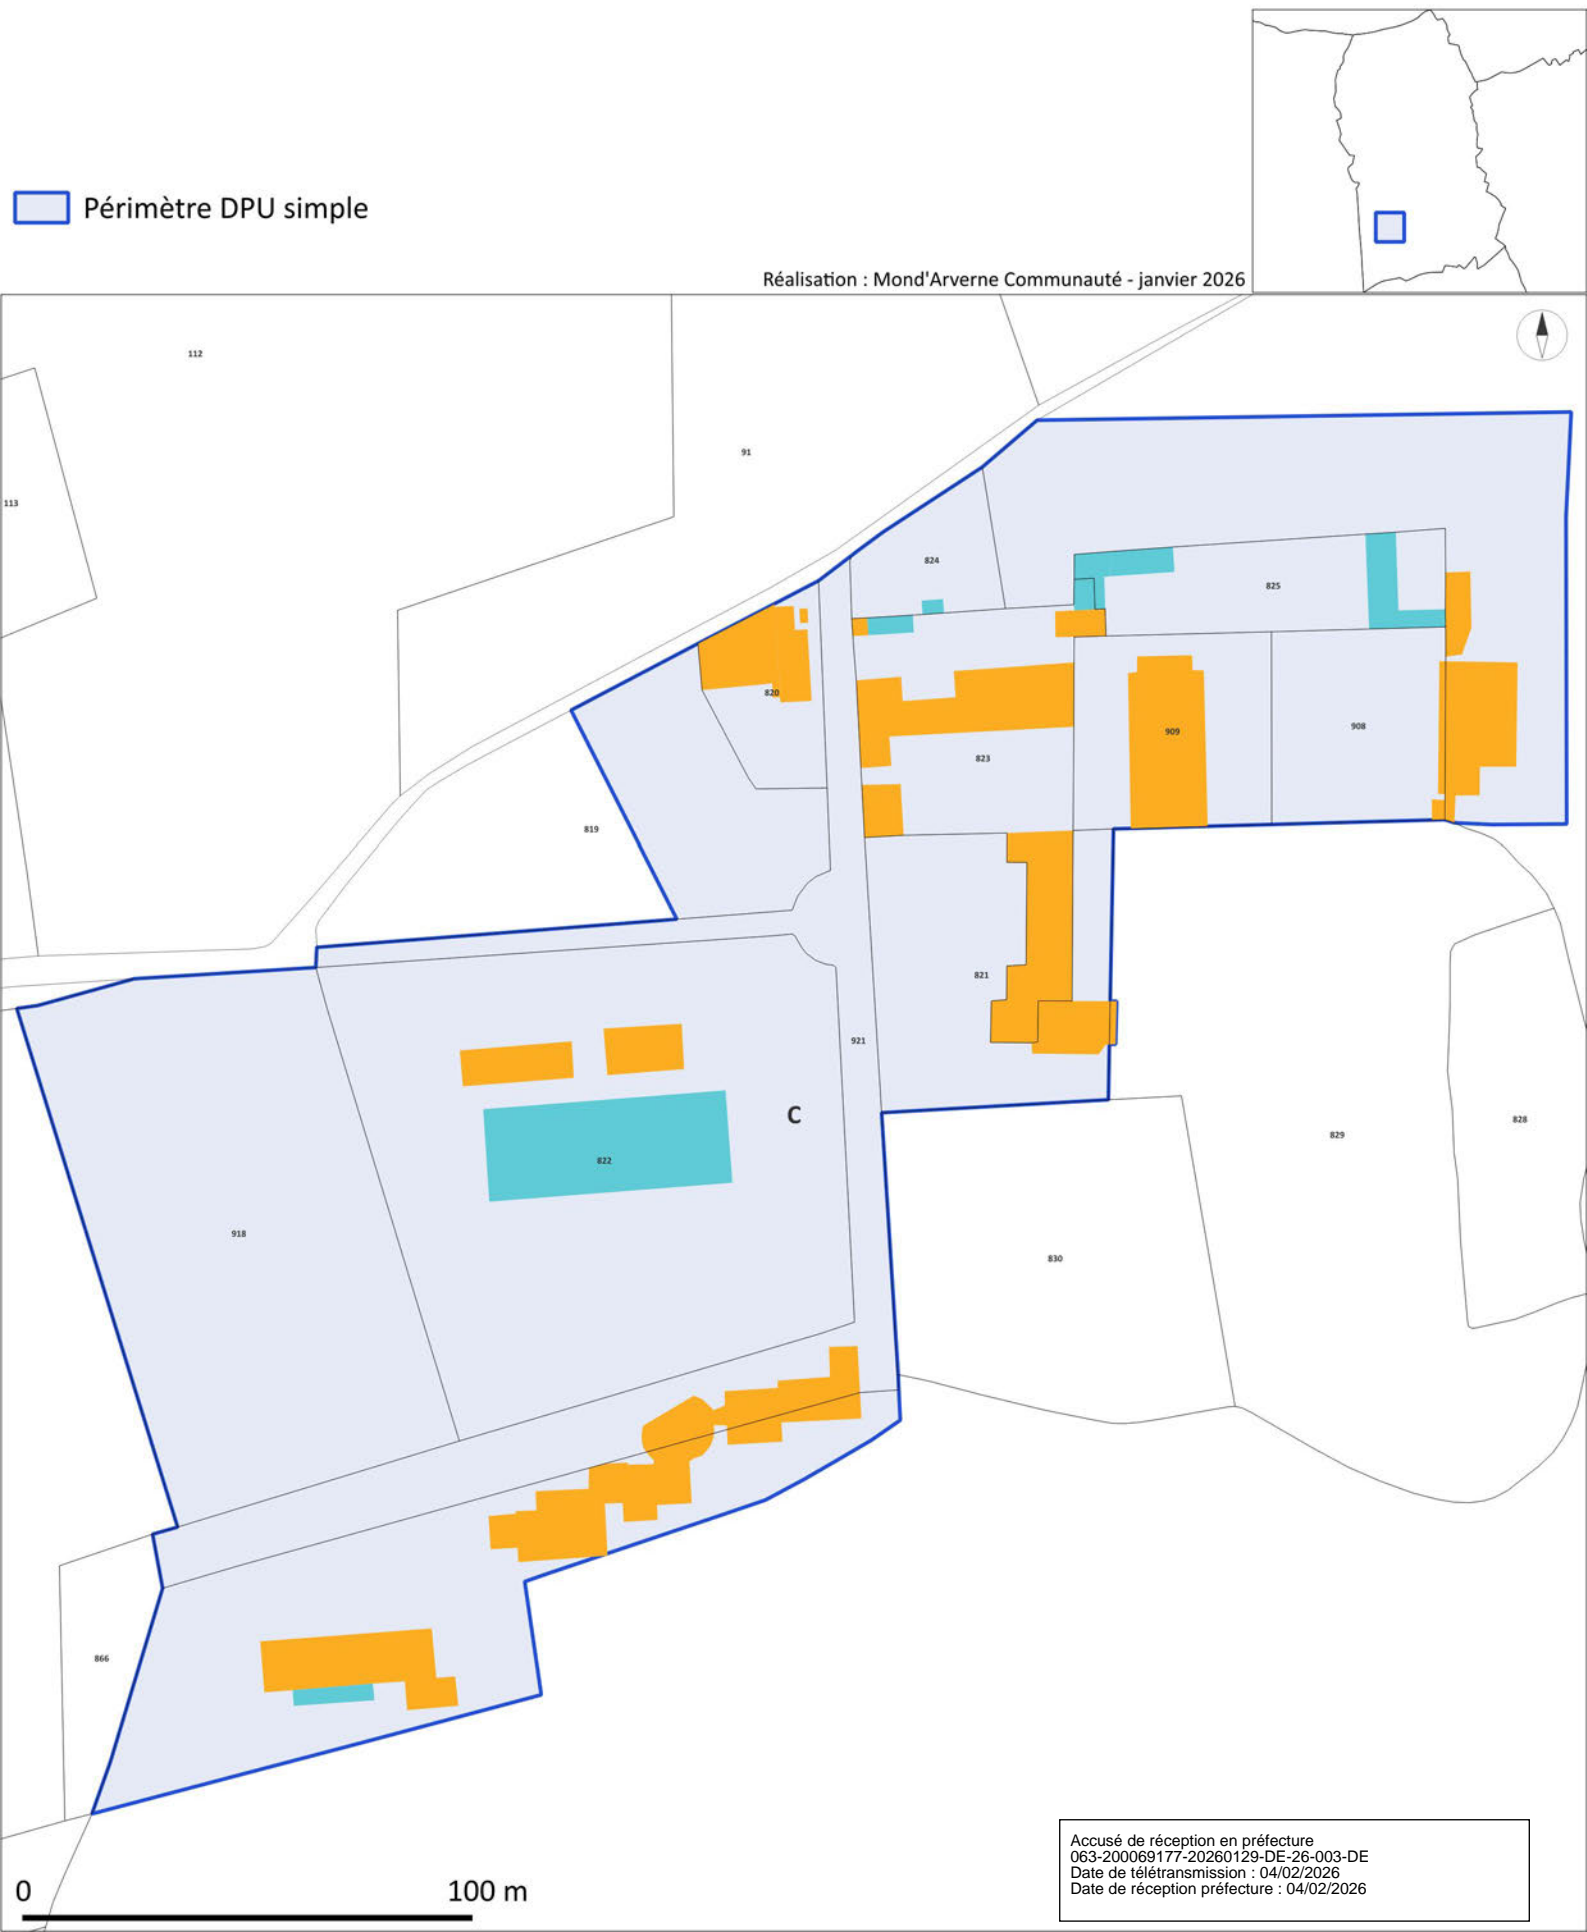 Périmètre DPU simple
Réalisation : Mond'Arverne Communauté - janvier 2026
112
91
113
824
825
820
909
908
823
819
821
921
C
828
829
822
918
830
866
0
100 m
Accusé de réception en préfecture
063-200069177-20260129-DE-26-003-DE
Date de télétransmission : 04/02/2026
Date de réception préfecture : 04/02/2026